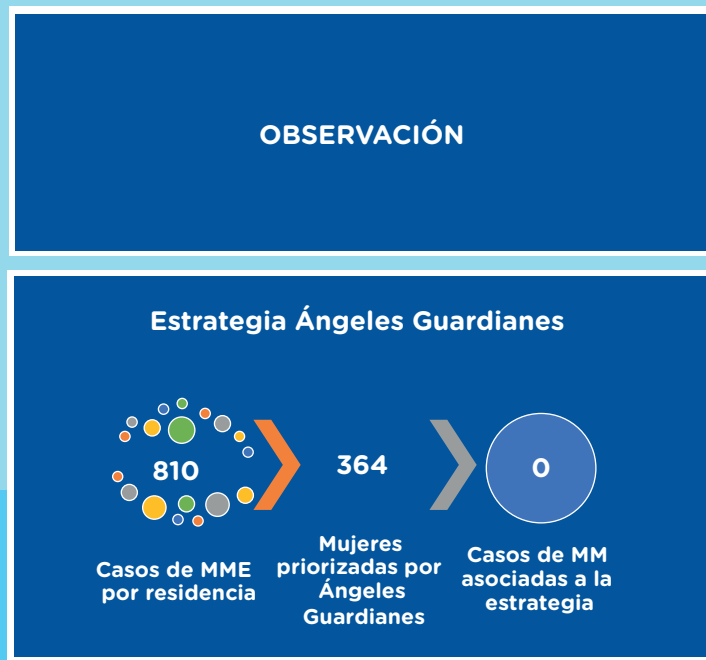 OBSERVACIÓN
Estrategia Ángeles Guardianes
810
364
0
Casos de MME
por residencia
Mujeres
priorizadas por
Ángeles
Guardianes
Casos de MM
asociadas a la
estrategia